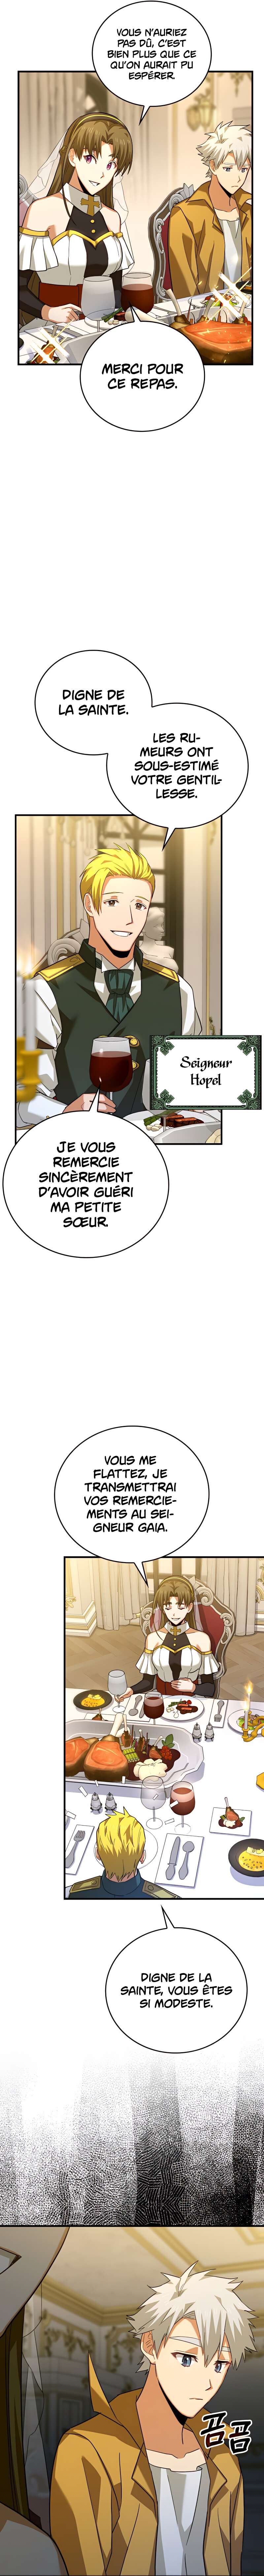 VOUS N'AURIEZ
PAS DÛ, C'EST
BIEN PLUS QUE CE
QU'ON AURAIT PU
ESPÉRER.
MERCI POUR
CE REPAS.
DIGNE DE
LA SAINTE.
LES RU-
MEURS ONT
SOUS-ESTIMÉ
VOTRE GENTIL-
LESSE.
Seigneur
Hopel
JE VOUS
REMERCIE
SINCÈREMENT
D'AVOIR GUÉRI
MA PETITE
SŒUR.
VOUS ME
FLATTEZ, JE
TRANSMETTRAI
VOS REMERCIE-
MENTS AU SEI-
GNEUR GAIA.
DIGNE DE LA
SAINTE, VOUS ÊTES
SI MODESTE.
곰곰